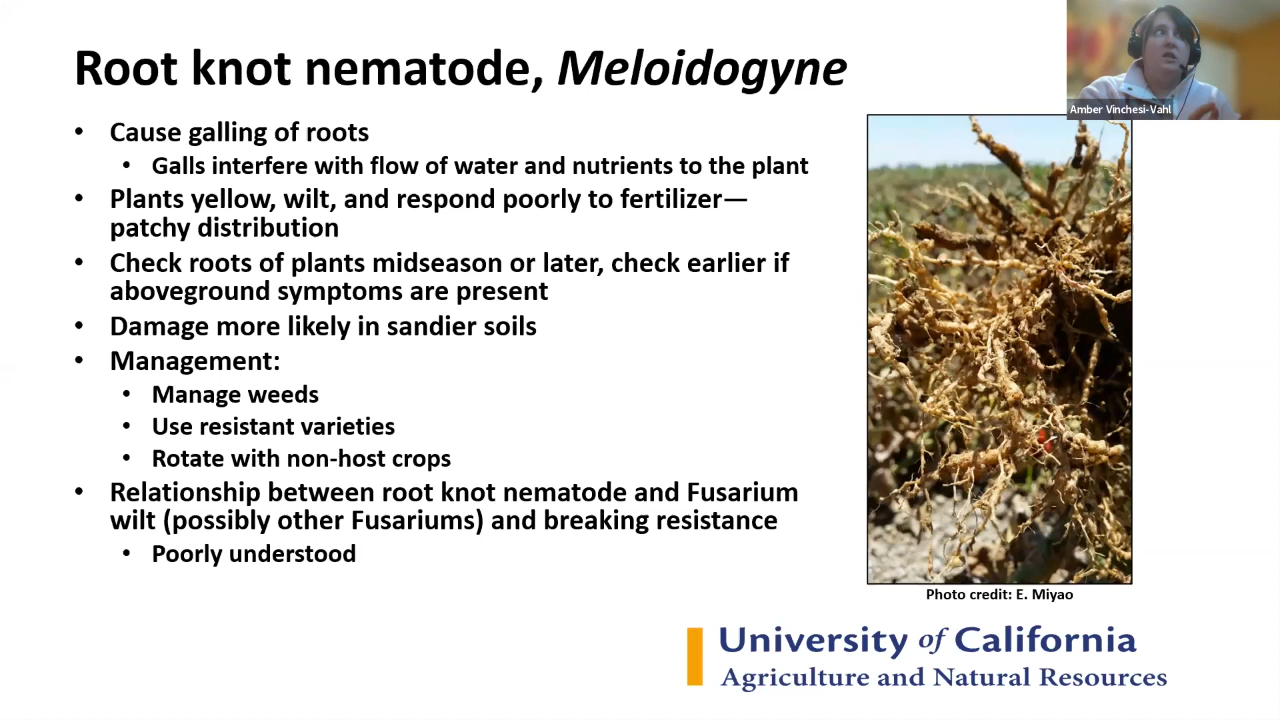 Root knot nematode, Meloidogyne
Amber Vinchesi-Vahl
• Cause galling of roots
• Galls interfere with flow of water and nutrients to the plant
• Plants yellow, wilt, and respond poorly to fertilizer—
patchy distribution
• Check roots of plants midseason or later, check earlier if
aboveground symptoms are present
• Damage more likely in sandier soils
• Management:
• Manage weeds
• Use resistant varieties
• Rotate with non-host crops
• Relationship between root knot nematode and Fusarium
wilt (possibly other Fusariums) and breaking resistance
• Poorly understood
Photo credit: E. Miyao
University of California
Agriculture and Natural Resources